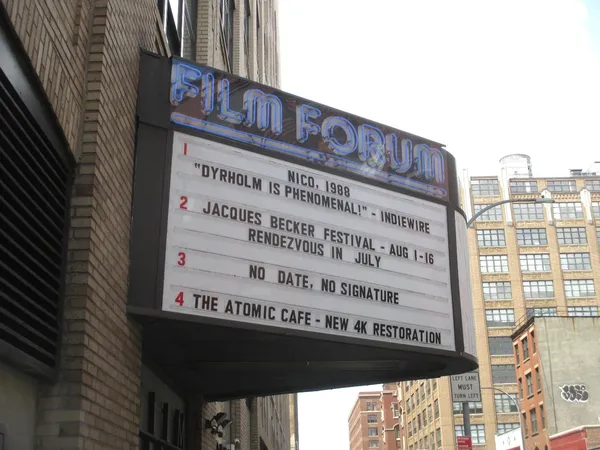 FILM FORUM
1 NICO, 1988
"DYRHOLM IS PHENOMENAL!" - INDIEWIRE
2 JACQUES BECKER FESTIVAL - AUG 1-16
RENDEZVOUS IN JULY
3 NO DATE, NO SIGNATURE
4 THE ATOMIC CAFE - NEW 4K RESTORATION
LEFT LANE
MUST
TURN
LEFT